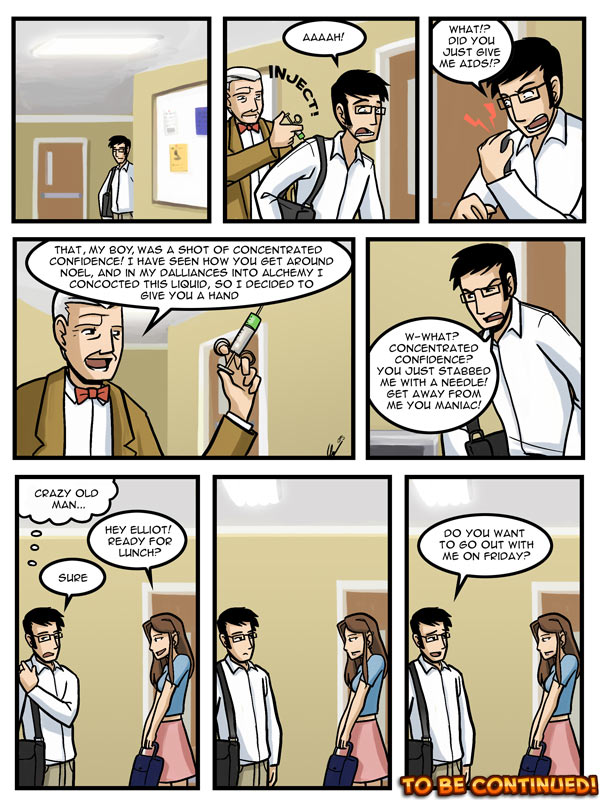 AAAAH!
INJECT!
WHAT!?
DID YOU
JUST GIVE
ME AIDS!?
THAT, MY BOY, WAS A SHOT OF CONCENTRATED
CONFIDENCE! I HAVE SEEN HOW YOU GET AROUND
NOEL, AND IN MY DALLIANCES INTO ALCHEMY I
CONCOCTED THIS LIQUID, SO I DECIDED TO
GIVE YOU A HAND
W-WHAT?
CONCENTRATED
CONFIDENCE?
YOU JUST STABBED
ME WITH A NEEDLE!
GET AWAY FROM
ME YOU MANIAC!
CRAZY OLD
MAN...
HEY ELLIOT!
READY FOR
LUNCH?
SURE
DO YOU WANT
TO GO OUT WITH
ME ON FRIDAY?
TO BE CONTINUED!